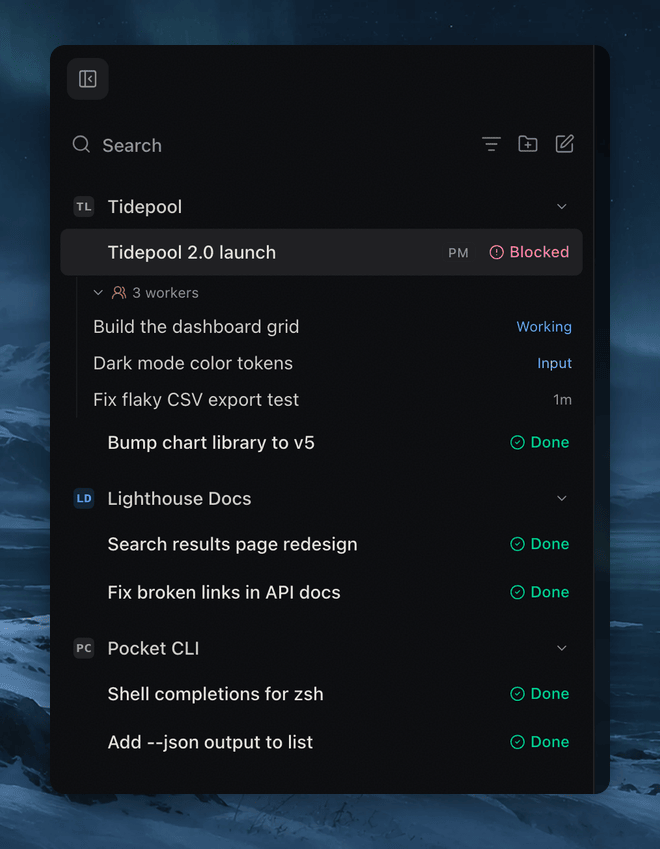 Search
TL Tidepool
Tidepool 2.0 launch PM Blocked
3 workers
Build the dashboard grid Working
Dark mode color tokens Input
Fix flaky CSV export test 1m
Bump chart library to v5 Done
LD Lighthouse Docs
Search results page redesign Done
Fix broken links in API docs Done
PC Pocket CLI
Shell completions for zsh Done
Add --json output to list Done